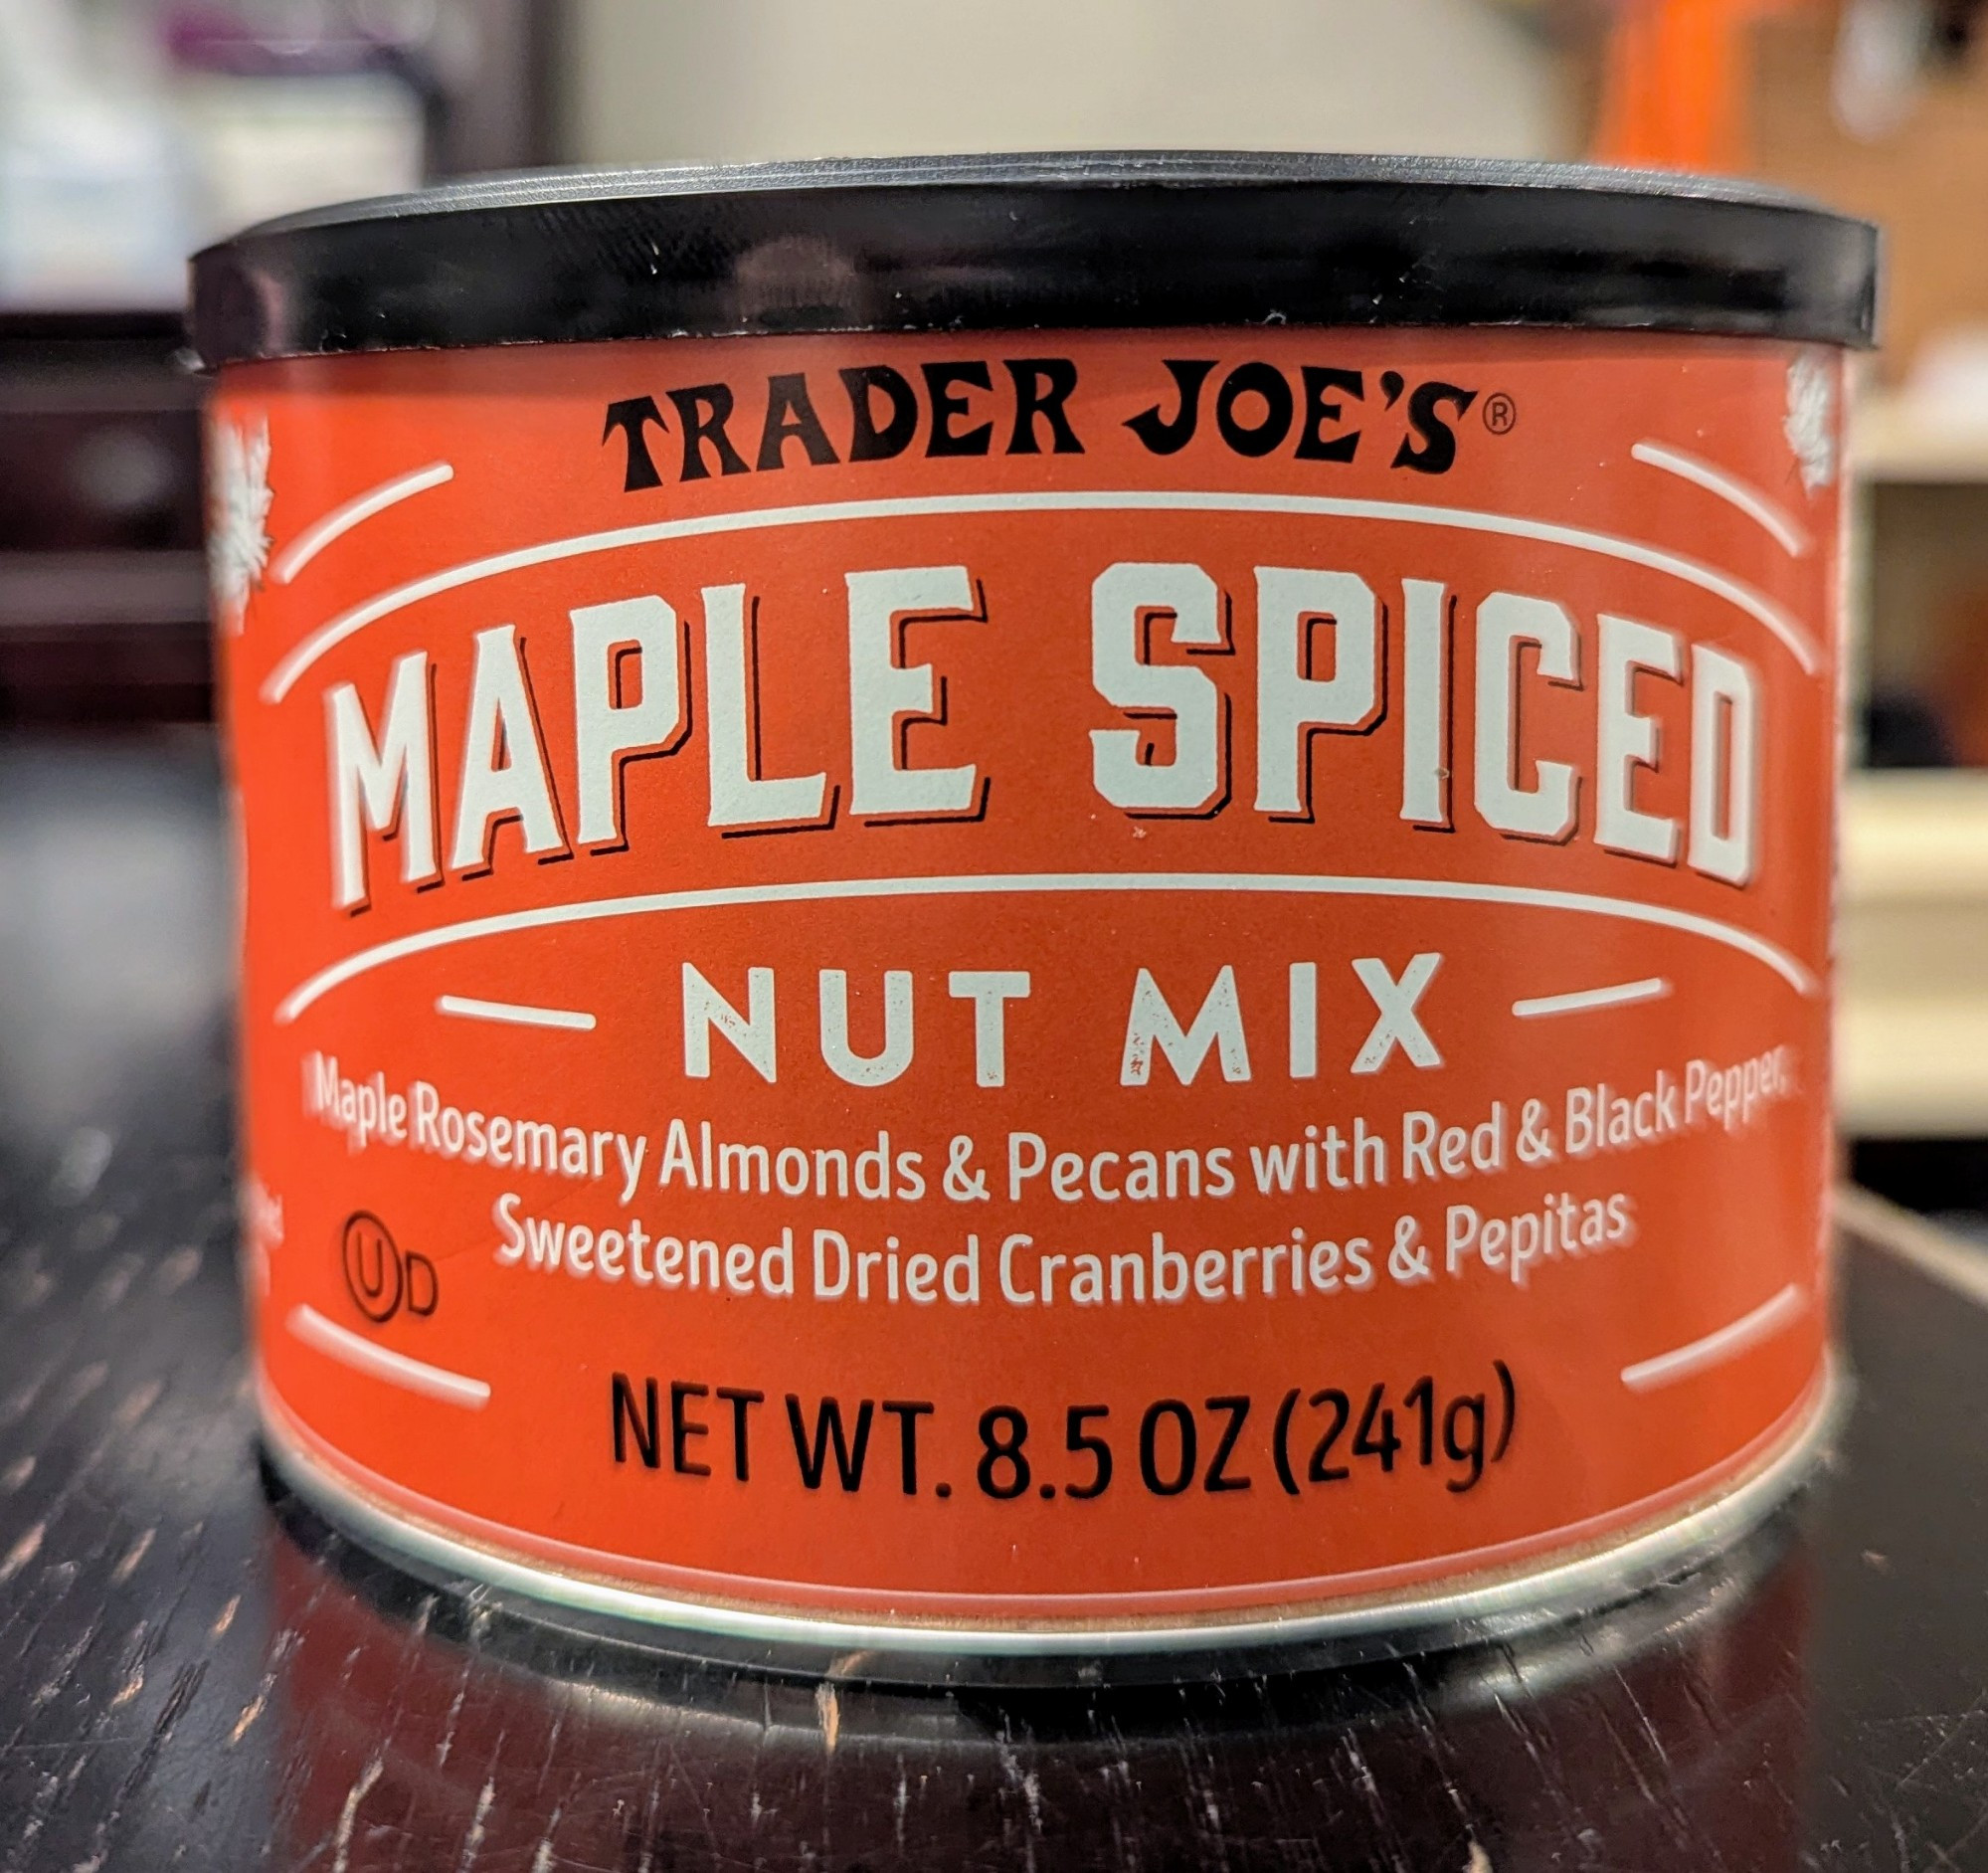 TRADER JOE'S®
MAPLE SPICED
NUT MIX
Maple Rosemary Almonds & Pecans with Red & Black Pepper,
Sweetened Dried Cranberries & Pepitas
UD
NET WT. 8.5 OZ (241g)